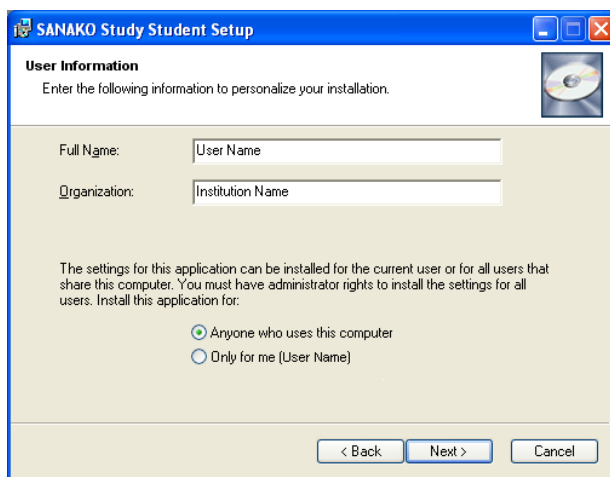 SANAKO Study Student Setup
User Information
Enter the following information to personalize your installation.
Full Name: User Name
Organization: Institution Name
The settings for this application can be installed for the current user or for all users that
share this computer. You must have administrator rights to install the settings for all
users. Install this application for:
Anyone who uses this computer
Only for me (User Name)
< Back Next > Cancel